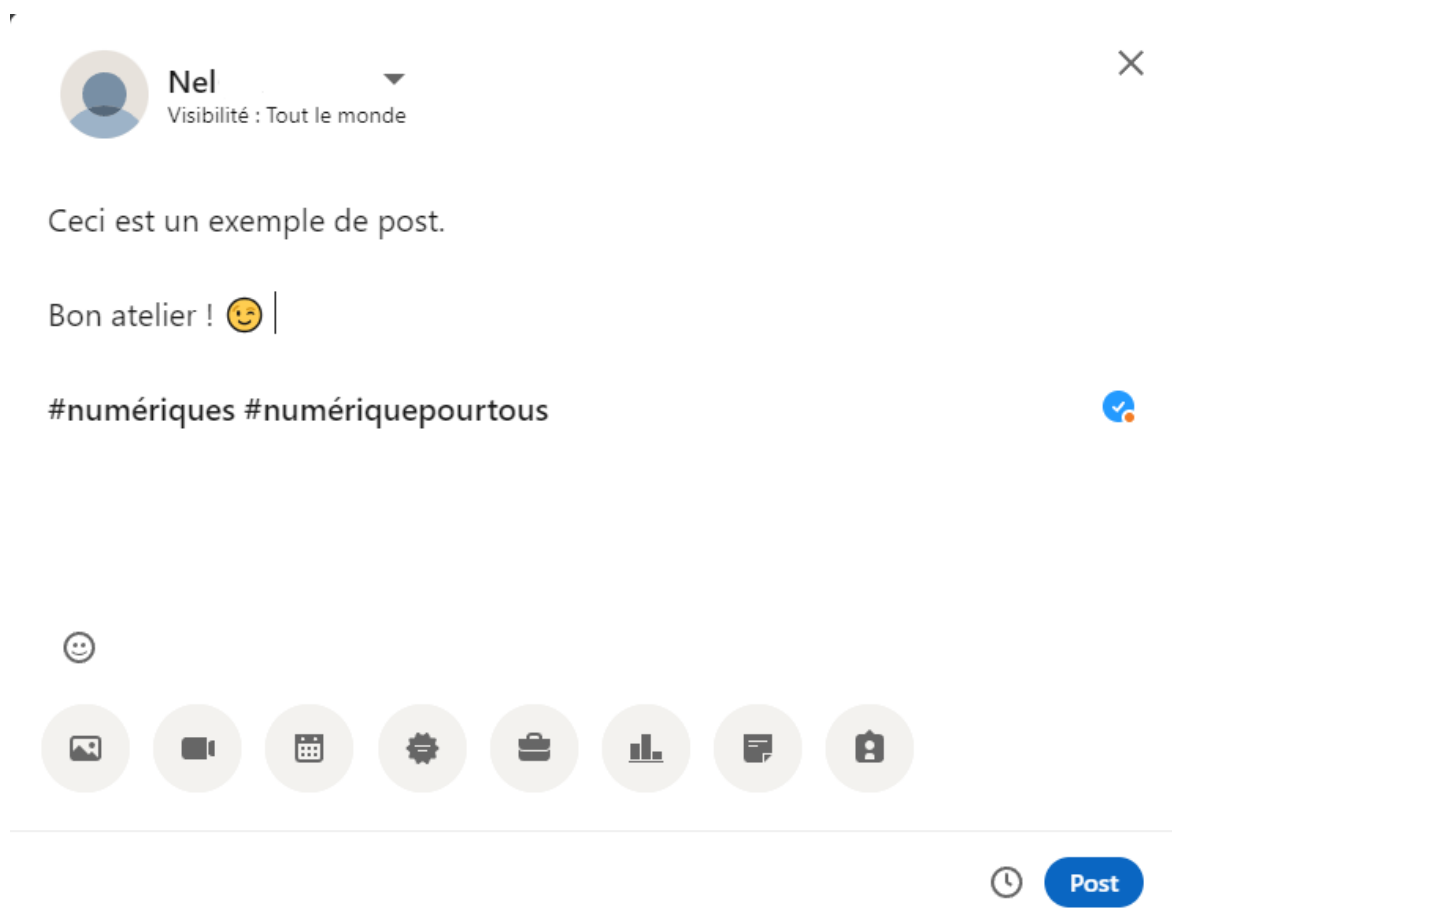 Nel
Visibilité : Tout le monde
Ceci est un exemple de post.
Bon atelier ! 😉
#numériques #numériquepourtous
Post